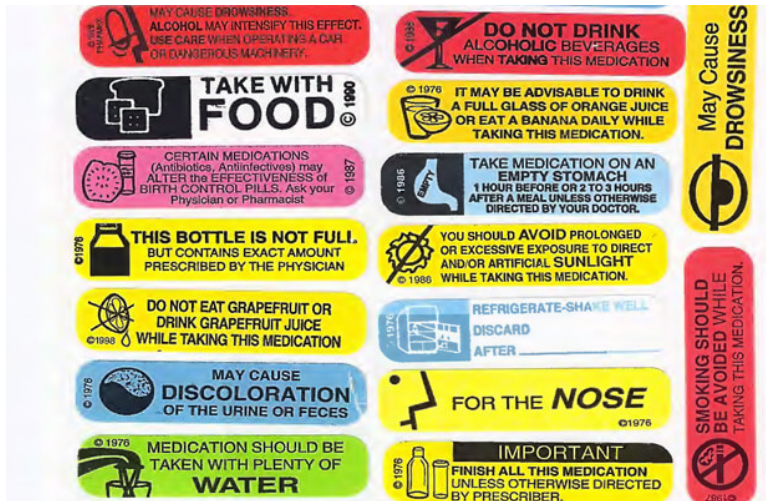 MAY CAUSE DROWSINESS.
ALCOHOL MAY INTENSIFY THIS EFFECT.
USE CARE WHEN OPERATING A CAR
OR DANGEROUS MACHINERY.
TAKE WITH
FOOD
© 1990
CERTAIN MEDICATIONS
(Antibiotics, Antiinfectives) may
ALTER the EFFECTIVENESS of
BIRTH CONTROL PILLS. Ask your
Physician or Pharmacist
© 1987
©1976
THIS BOTTLE IS NOT FULL
BUT CONTAINS EXACT AMOUNT
PRESCRIBED BY THE PHYSICIAN
DO NOT EAT GRAPEFRUIT OR
DRINK GRAPEFRUIT JUICE
WHILE TAKING THIS MEDICATION
©1998
© 1976
MAY CAUSE
DISCOLORATION
OF THE URINE OR FECES
© 1976
MEDICATION SHOULD BE
TAKEN WITH PLENTY OF
WATER
DO NOT DRINK
ALCOHOLIC BEVERAGES
WHEN TAKING THIS MEDICATION
© 1976
IT MAY BE ADVISABLE TO DRINK
A FULL GLASS OF ORANGE JUICE
OR EAT A BANANA DAILY WHILE
TAKING THIS MEDICATION.
© 1986
EMPTY
TAKE MEDICATION ON AN
EMPTY STOMACH
1 HOUR BEFORE OR 2 TO 3 HOURS
AFTER A MEAL UNLESS OTHERWISE
DIRECTED BY YOUR DOCTOR.
YOU SHOULD AVOID PROLONGED
OR EXCESSIVE EXPOSURE TO DIRECT
AND/OR ARTIFICIAL SUNLIGHT
WHILE TAKING THIS MEDICATION.
© 1986
© 1976
REFRIGERATE-SHAKE WELL
DISCARD
AFTER
FOR THE NOSE
©1976
© 1976
IMPORTANT
FINISH ALL THIS MEDICATION
UNLESS OTHERWISE DIRECTED
BY PRESCRIBER.
May Cause
DROWSINESS
SMOKING SHOULD
BE AVOIDED WHILE
TAKING THIS MEDICATION.